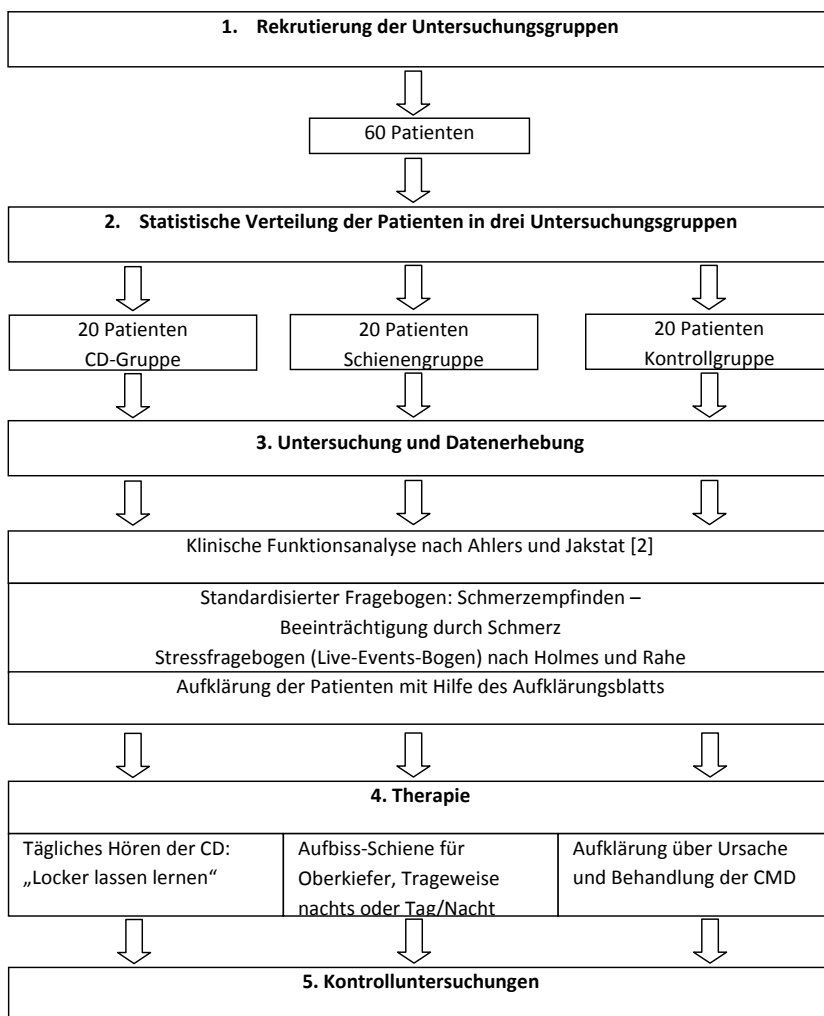 1. Rekrutierung der Untersuchungsgruppen
60 Patienten
2. Statistische Verteilung der Patienten in drei Untersuchungsgruppen
20 Patienten
CD-Gruppe
20 Patienten
Schienengruppe
20 Patienten
Kontrollgruppe
3. Untersuchung und Datenerhebung
Klinische Funktionsanalyse nach Ahlers und Jakstat [2]
Standardisierter Fragebogen: Schmerzempfinden –
Beeinträchtigung durch Schmerz
Stressfragebogen (Live-Events-Bogen) nach Holmes und Rahe
Aufklärung der Patienten mit Hilfe des Aufklärungsblatts
4. Therapie
Tägliches Hören der CD:
„Locker lassen lernen“
Aufbiss-Schiene für
Oberkiefer, Trageweise
nachts oder Tag/Nacht
Aufklärung über Ursache
und Behandlung der CMD
5. Kontrolluntersuchungen